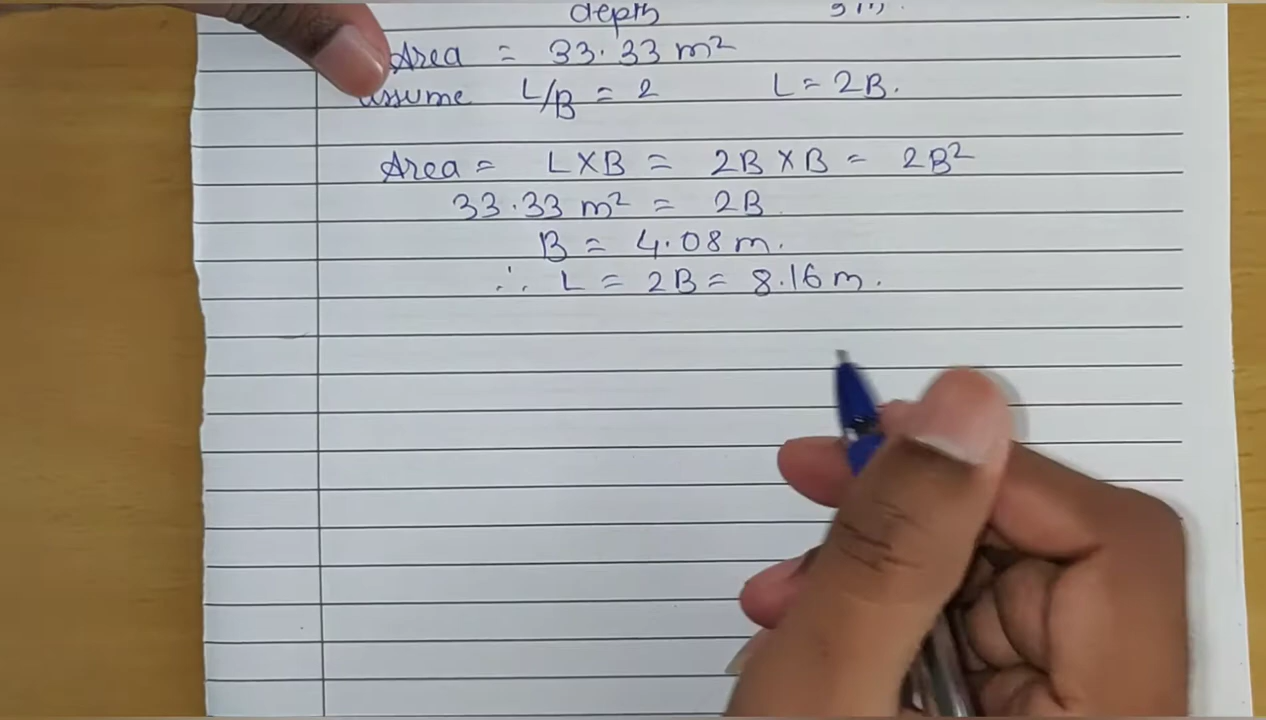 depth
Area = 33.33 m²
assume L/B = 2 L = 2B.
Area = L X B = 2B X B = 2B²
33.33 m² = 2B
B = 4.08 m.
∴ L = 2B = 8.16 m.